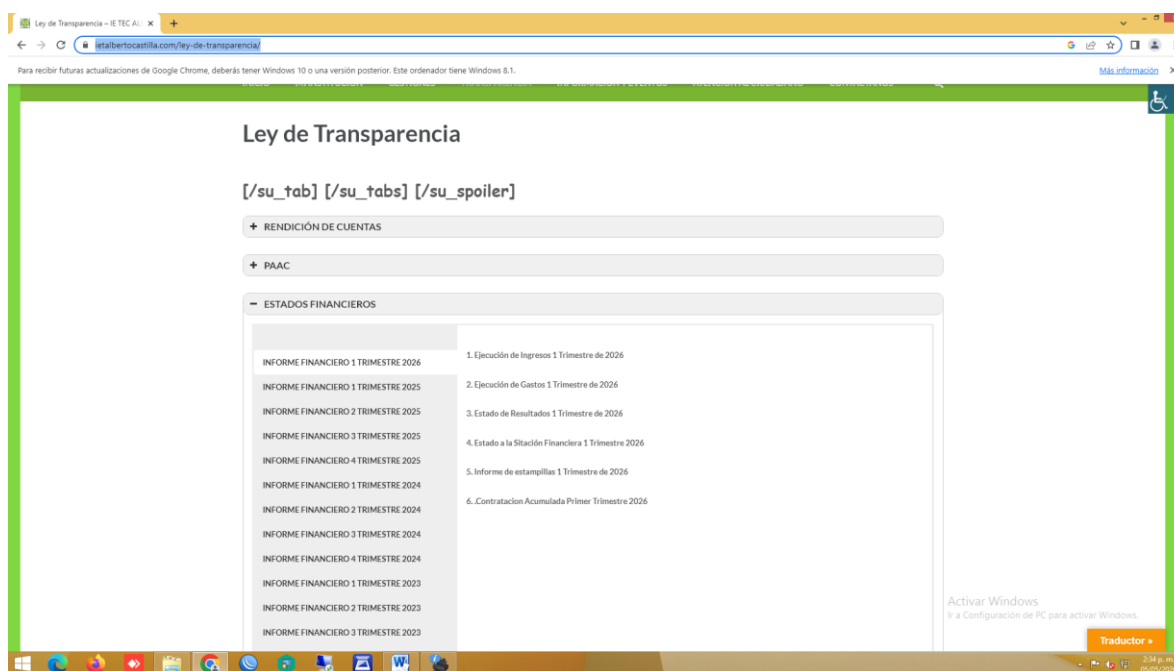 Ley de Transparencia – IE TEC AL
ietalbertocastilla.com/ley-de-transparencia/
Para recibir futuras actualizaciones de Google Chrome, deberás tener Windows 10 o una versión posterior. Este ordenador tiene Windows 8.1.
Más información
Ley de Transparencia
[/su_tab] [/su_tabs] [/su_spoiler]
+ RENDICIÓN DE CUENTAS
+ PAAC
− ESTADOS FINANCIEROS
INFORME FINANCIERO 1 TRIMESTRE 2026
INFORME FINANCIERO 1 TRIMESTRE 2025
INFORME FINANCIERO 2 TRIMESTRE 2025
INFORME FINANCIERO 3 TRIMESTRE 2025
INFORME FINANCIERO 4 TRIMESTRE 2025
INFORME FINANCIERO 1 TRIMESTRE 2024
INFORME FINANCIERO 2 TRIMESTRE 2024
INFORME FINANCIERO 3 TRIMESTRE 2024
INFORME FINANCIERO 4 TRIMESTRE 2024
INFORME FINANCIERO 1 TRIMESTRE 2023
INFORME FINANCIERO 2 TRIMESTRE 2023
INFORME FINANCIERO 3 TRIMESTRE 2023
1. Ejecución de Ingresos 1 Trimestre de 2026
2. Ejecución de Gastos 1 Trimestre de 2026
3. Estado de Resultados 1 Trimestre de 2026
4. Estado a la Sitación Financiera 1 Trimestre 2026
5. Informe de estampillas 1 Trimestre de 2026
6. .Contratacion Acumulada Primer Trimestre 2026
Activar Windows
Ir a Configuración de PC para activar Windows.
Traductor »
2:34 p. m.